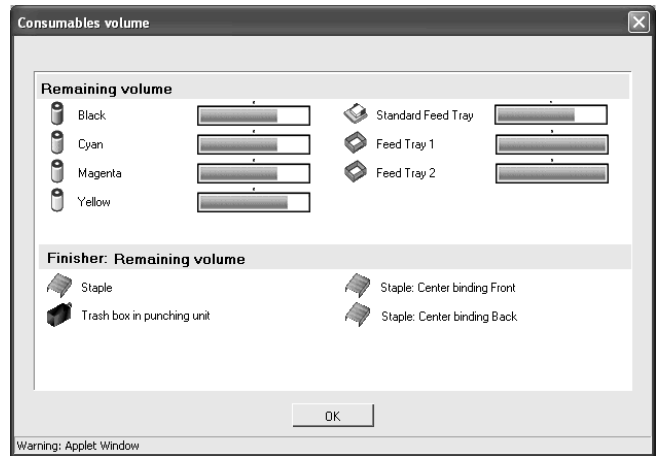 Consumables volume
Remaining volume
Black
Cyan
Magenta
Yellow
Standard Feed Tray
Feed Tray 1
Feed Tray 2
Finisher: Remaining volume
Staple
Trash box in punching unit
Staple: Center binding Front
Staple: Center binding Back
OK
Warning: Applet Window